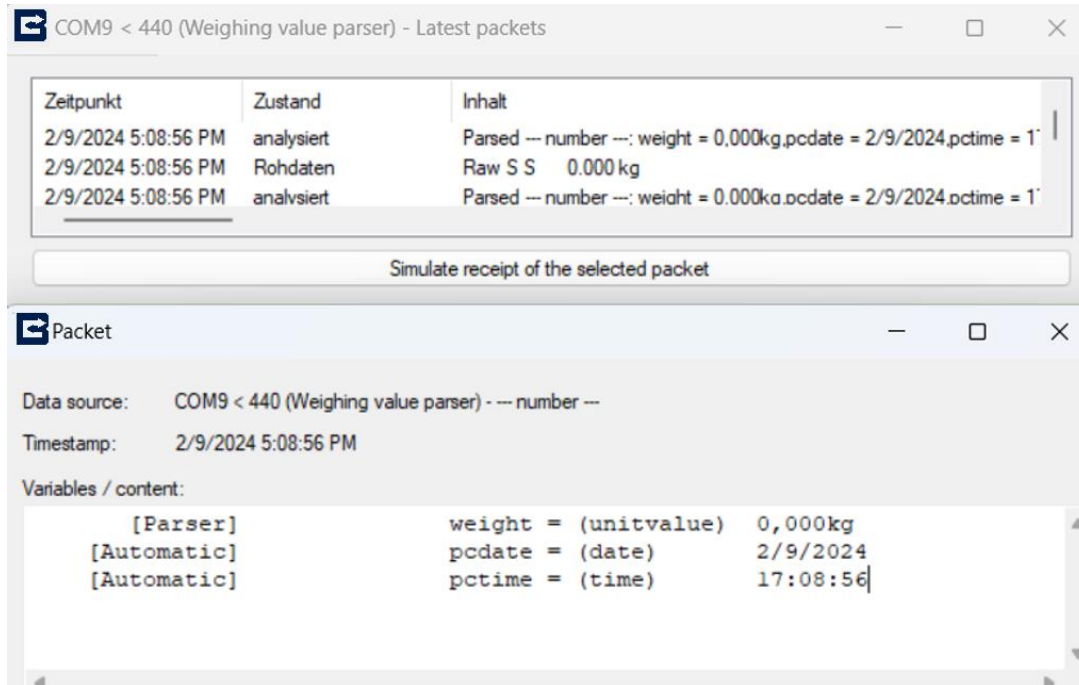 COM9 < 440 (Weighing value parser) - Latest packets
Zeitpunkt Zustand Inhalt
2/9/2024 5:08:56 PM analysiert Parsed --- number ---: weight = 0,000kg,pcdate = 2/9/2024,pctime = 1
2/9/2024 5:08:56 PM Rohdaten Raw S S 0.000 kg
2/9/2024 5:08:56 PM analysiert Parsed --- number ---: weight = 0.000kg,pcdate = 2/9/2024,pctime = 1
Simulate receipt of the selected packet
Packet
Data source: COM9 < 440 (Weighing value parser) - --- number ---
Timestamp: 2/9/2024 5:08:56 PM
Variables / content:
[Parser] weight = (unitvalue) 0,000kg
[Automatic] pcdate = (date) 2/9/2024
[Automatic] pctime = (time) 17:08:56